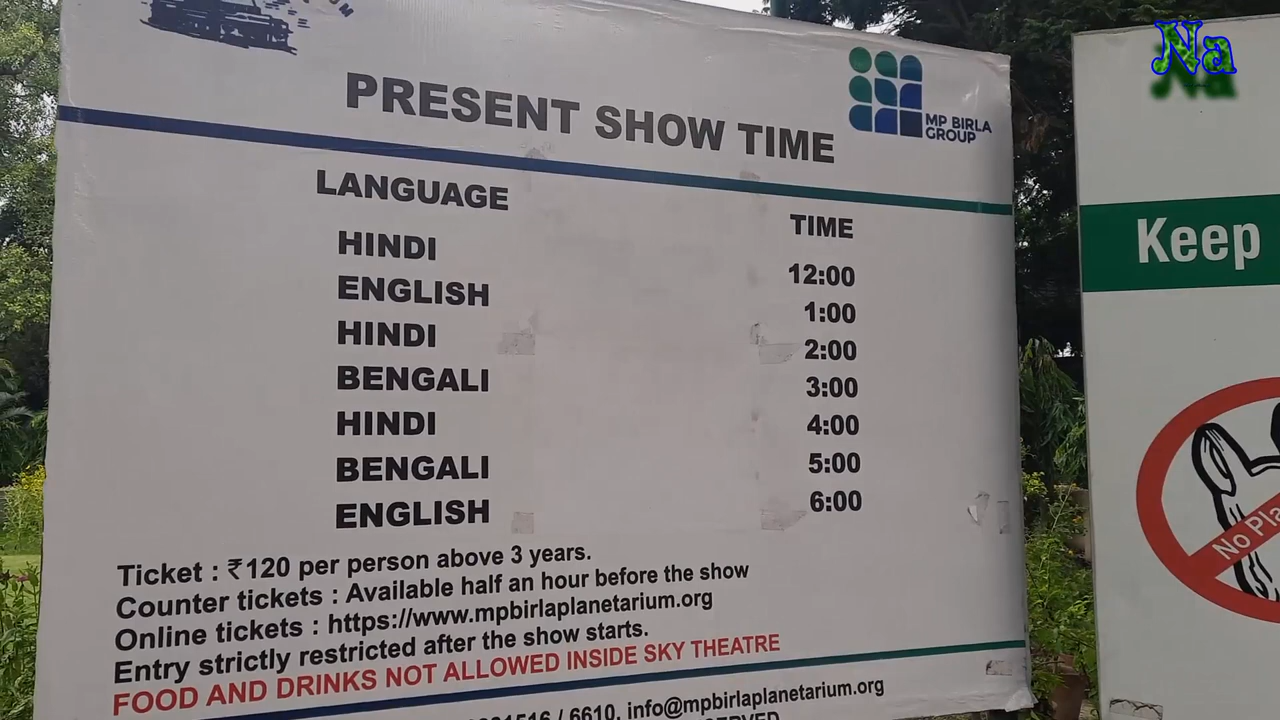 PRESENT SHOW TIME
MP BIRLA
GROUP
LANGUAGE TIME
HINDI 12:00
ENGLISH 1:00
HINDI 2:00
BENGALI 3:00
HINDI 4:00
BENGALI 5:00
ENGLISH 6:00
Ticket : ₹120 per person above 3 years.
Counter tickets : Available half an hour before the show
Online tickets : https://www.mpbirlaplanetarium.org
Entry strictly restricted after the show starts.
FOOD AND DRINKS NOT ALLOWED INSIDE SKY THEATRE
1516 / 6610, info@mpbirlaplanetarium.org
Keep
No Pla
Na